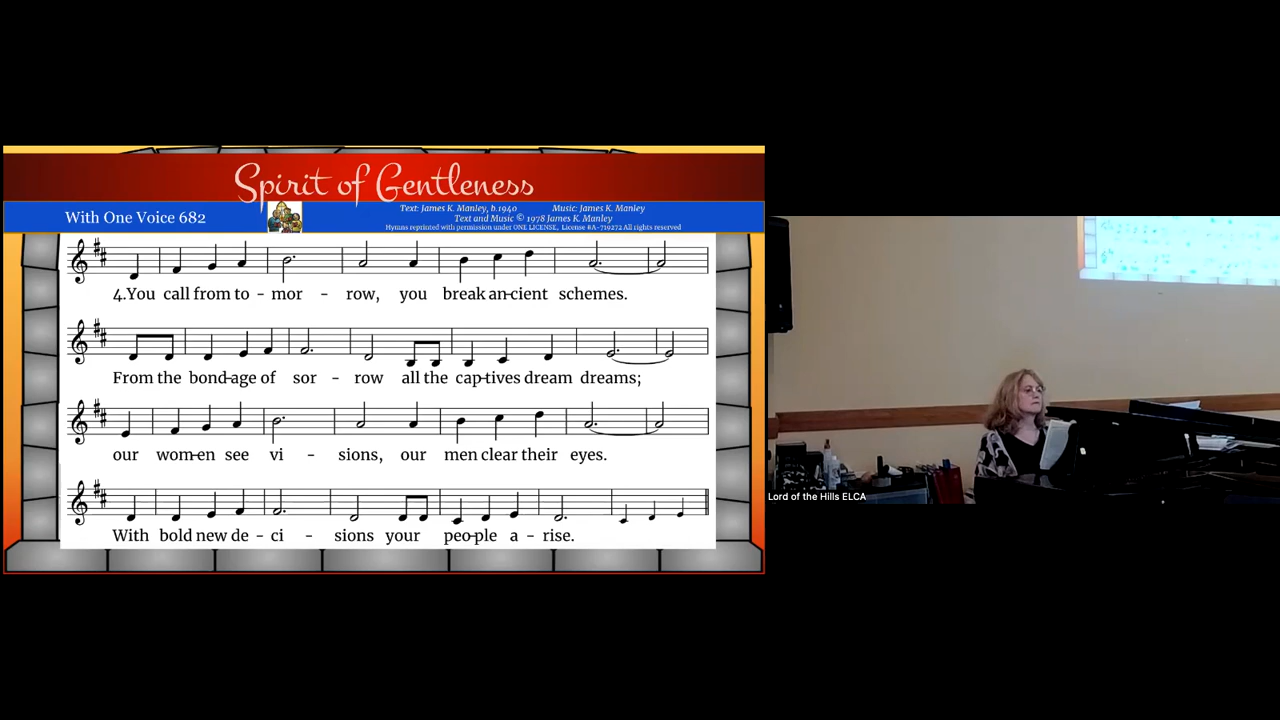 Spirit of Gentleness
With One Voice 682
Text: James K. Manley, b.1940 Music: James K. Manley
Text and Music © 1978 James K. Manley
Hymns reprinted with permission under ONE LICENSE, License #A-719272 All rights reserved
4.You call from to - mor - row, you break an-cient schemes.
From the bond-age of sor - row all the cap-tives dream dreams;
our wom-en see vi - sions, our men clear their eyes.
With bold new de - ci - sions your peo-ple a - rise.
Lord of the Hills ELCA